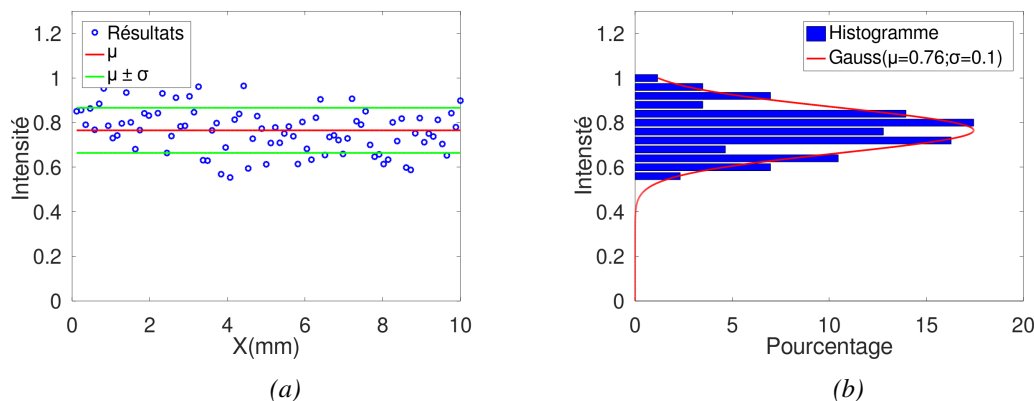 1.2
1
0.8
0.6
0.4
0.2
0
Intensité
Résultats
μ
μ ± σ
0 2 4 6 8 10
X(mm)
(a)
1.2
1
0.8
0.6
0.4
0.2
0
Intensté
Histogramme
Gauss(μ=0.76;σ=0.1)
0 5 10 15 20
Pourcentage
(b)